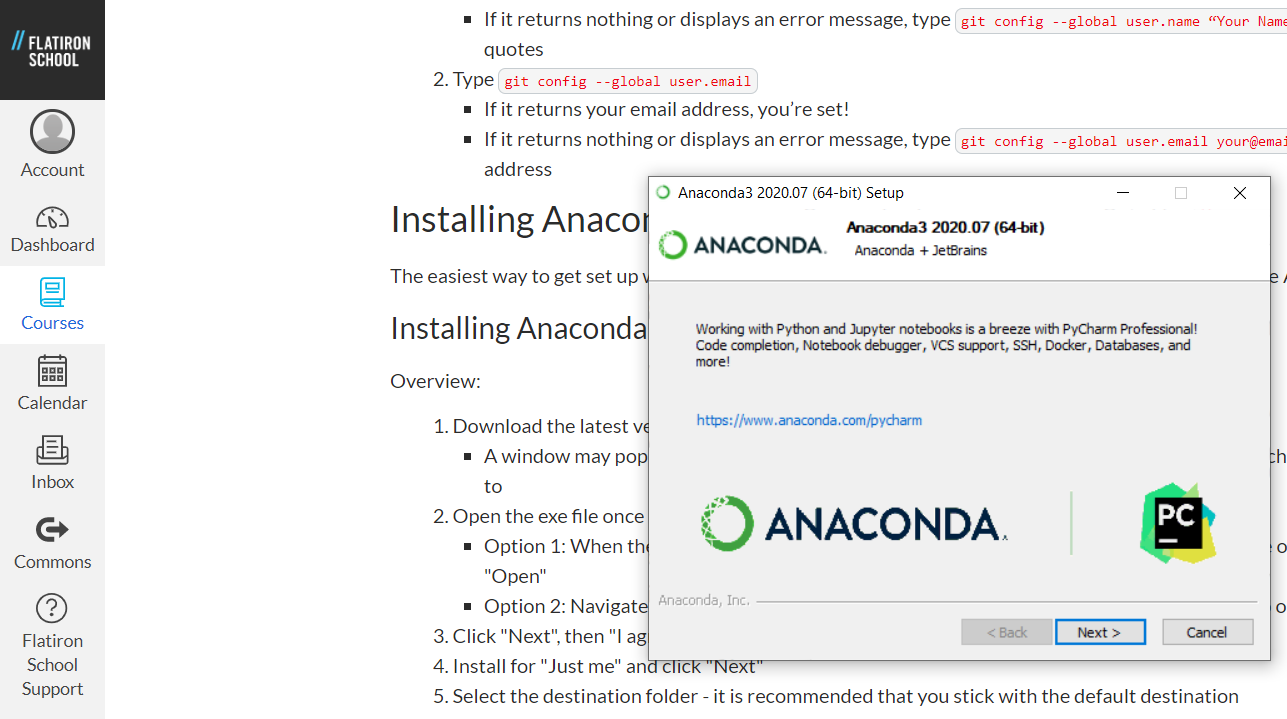 FLATIRON
SCHOOL
Account
Dashboard
Courses
Calendar
Inbox
Commons
Flatiron
School
Support
If it returns nothing or displays an error message, type git config --global user.name “Your Name
quotes
2. Type git config --global user.email
If it returns your email address, you’re set!
If it returns nothing or displays an error message, type git config --global user.email your@emai
address
Installing Anacon
The easiest way to get set up w
Installing Anaconda
Overview:
1. Download the latest ve
A window may pop
to
2. Open the exe file once
Option 1: When the
"Open"
Option 2: Navigate
3. Click "Next", then "I ag
4. Install for "Just me" and click "Next"
5. Select the destination folder - it is recommended that you stick with the default destination
Anaconda3 2020.07 (64-bit) Setup
ANACONDA.
Anaconda3 2020.07 (64-bit)
Anaconda + JetBrains
Working with Python and Jupyter notebooks is a breeze with PyCharm Professional!
Code completion, Notebook debugger, VCS support, SSH, Docker, Databases, and
more!
https://www.anaconda.com/pycharm
ANACONDA.
PC
Anaconda, Inc.
< Back
Next >
Cancel